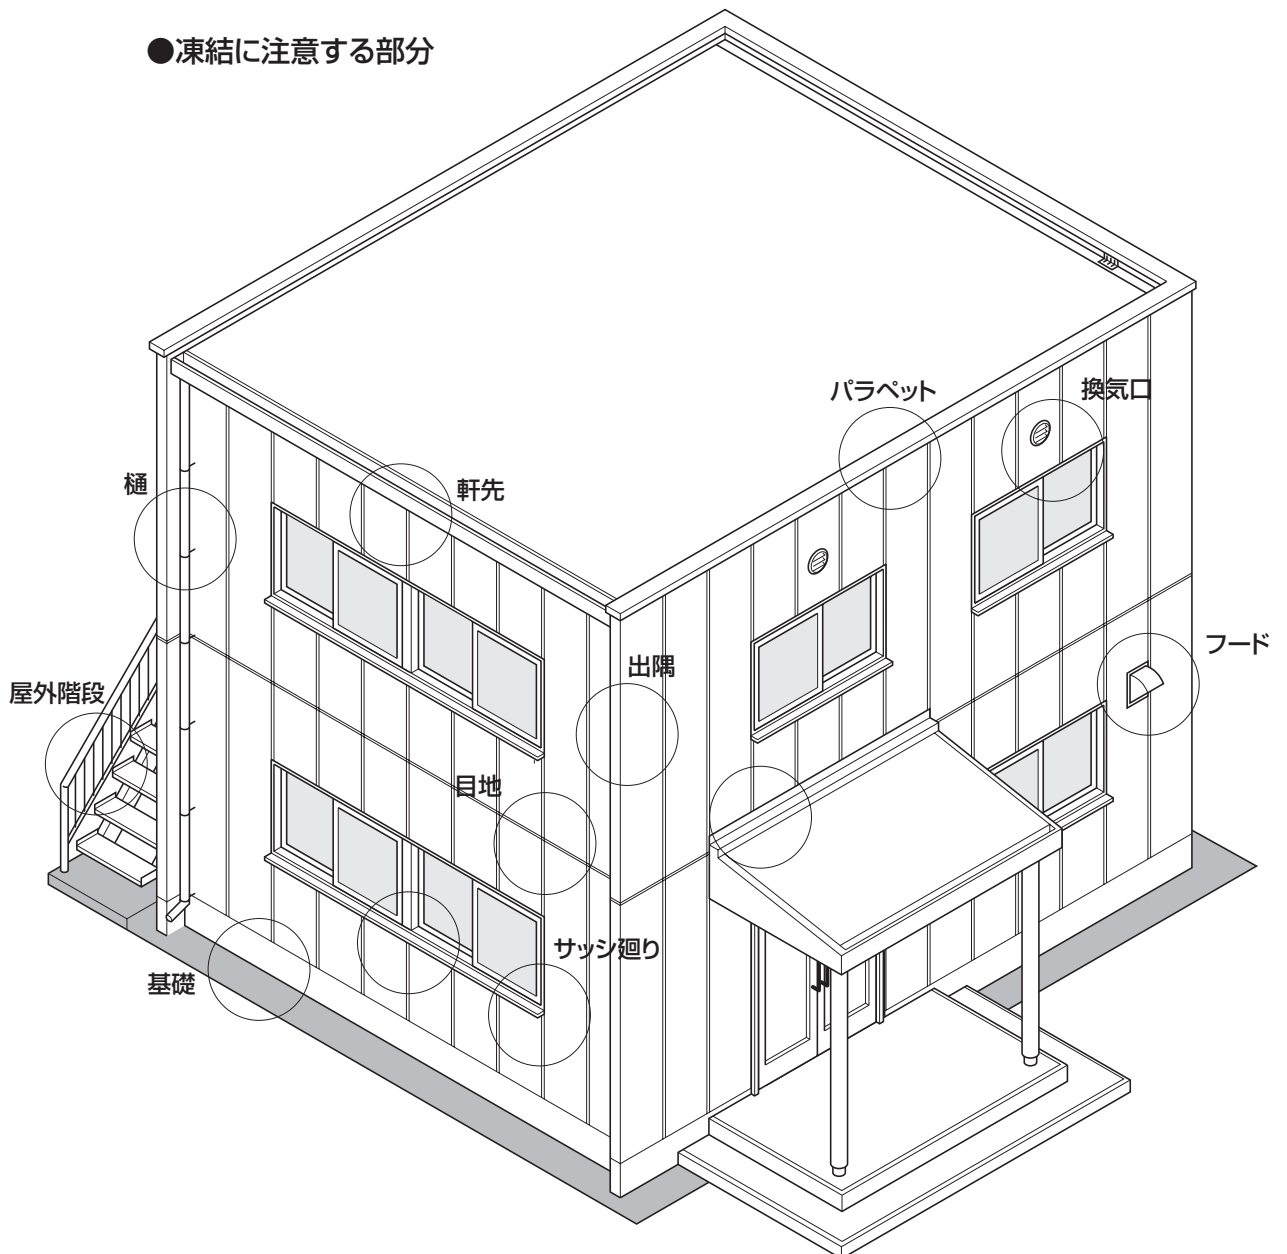 ●凍結に注意する部分
パラペット
換気口
樋
軒先
フード
出隅
屋外階段
目地
サッシ廻り
基礎